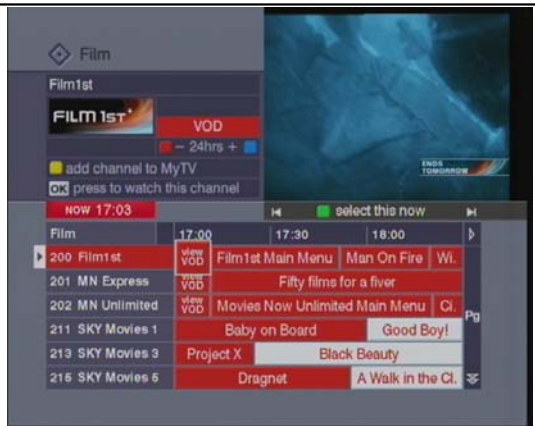 Film
Film1st
FILM 1ST
VOD
- 24hrs +
add channel to MyTV
OK press to watch this channel
ENDS TOMORROW
NOW 17:03
select this now
Film 17:00 17:30 18:00
200 Film1st view VOD Film1st Main Menu Man On Fire Wi.
201 MN Express view VOD Fifty films for a fiver
202 MN Unlimited view VOD Movies Now Unlimited Main Menu Ci.
Pg
211 SKY Movies 1 Baby on Board Good Boy!
213 SKY Movies 3 Project X Black Beauty
215 SKY Movies 5 Dragnet A Walk in the Cl.